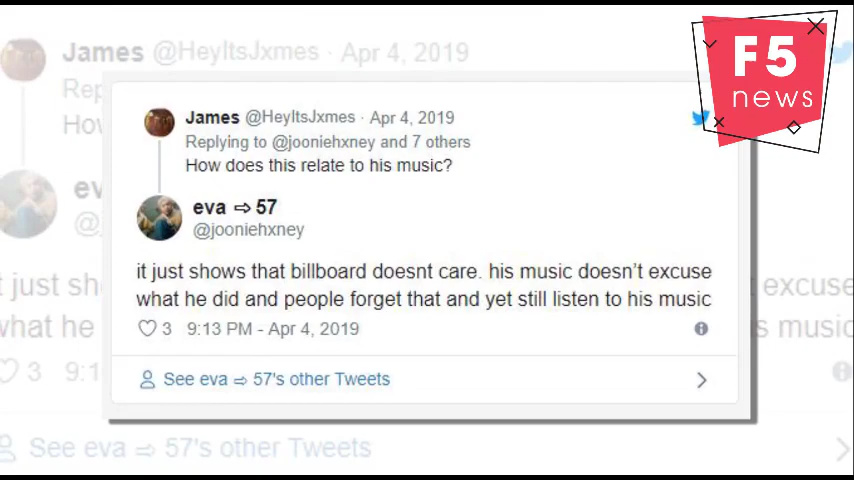 F5
news
James @HeyItsJxmes · Apr 4, 2019
Rep
How
ev
@j
t just sh
excuse
what he
s music
3 9:1
See eva ⇨ 57's other Tweets
James @HeyItsJxmes · Apr 4, 2019
Replying to @jooniehxney and 7 others
How does this relate to his music?
eva ⇨ 57
@jooniehxney
it just shows that billboard doesnt care. his music doesn't excuse
what he did and people forget that and yet still listen to his music
3 9:13 PM - Apr 4, 2019
See eva ⇨ 57's other Tweets